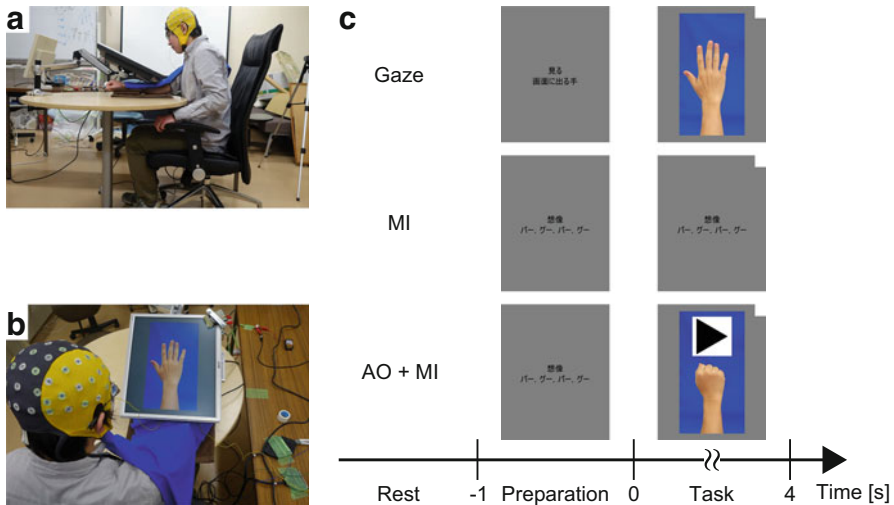 a
b
c
Gaze
見る
画面に出る手
MI
想像
パー、グー、パー、グー
想像
パー、グー、パー、グー
AO + MI
想像
パー、グー、パー、グー
Rest
-1
Preparation
0
Task
4
Time [s]